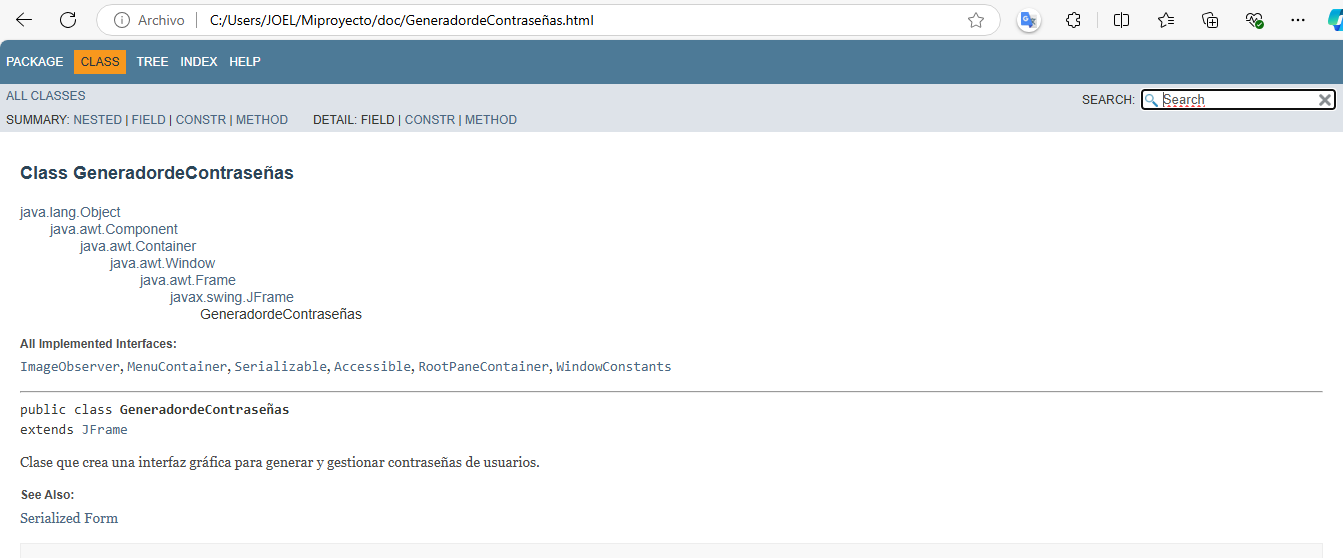 Archivo C:/Users/JOEL/Miproyecto/doc/GeneradordeContraseñas.html
PACKAGE CLASS TREE INDEX HELP
ALL CLASSES
SEARCH: Search
SUMMARY: NESTED | FIELD | CONSTR | METHOD DETAIL: FIELD | CONSTR | METHOD
Class GeneradordeContraseñas
java.lang.Object
java.awt.Component
java.awt.Container
java.awt.Window
java.awt.Frame
javax.swing.JFrame
GeneradordeContraseñas
All Implemented Interfaces:
ImageObserver, MenuContainer, Serializable, Accessible, RootPaneContainer, WindowConstants
public class GeneradordeContraseñas
extends JFrame
Clase que crea una interfaz gráfica para generar y gestionar contraseñas de usuarios.
See Also:
Serialized Form